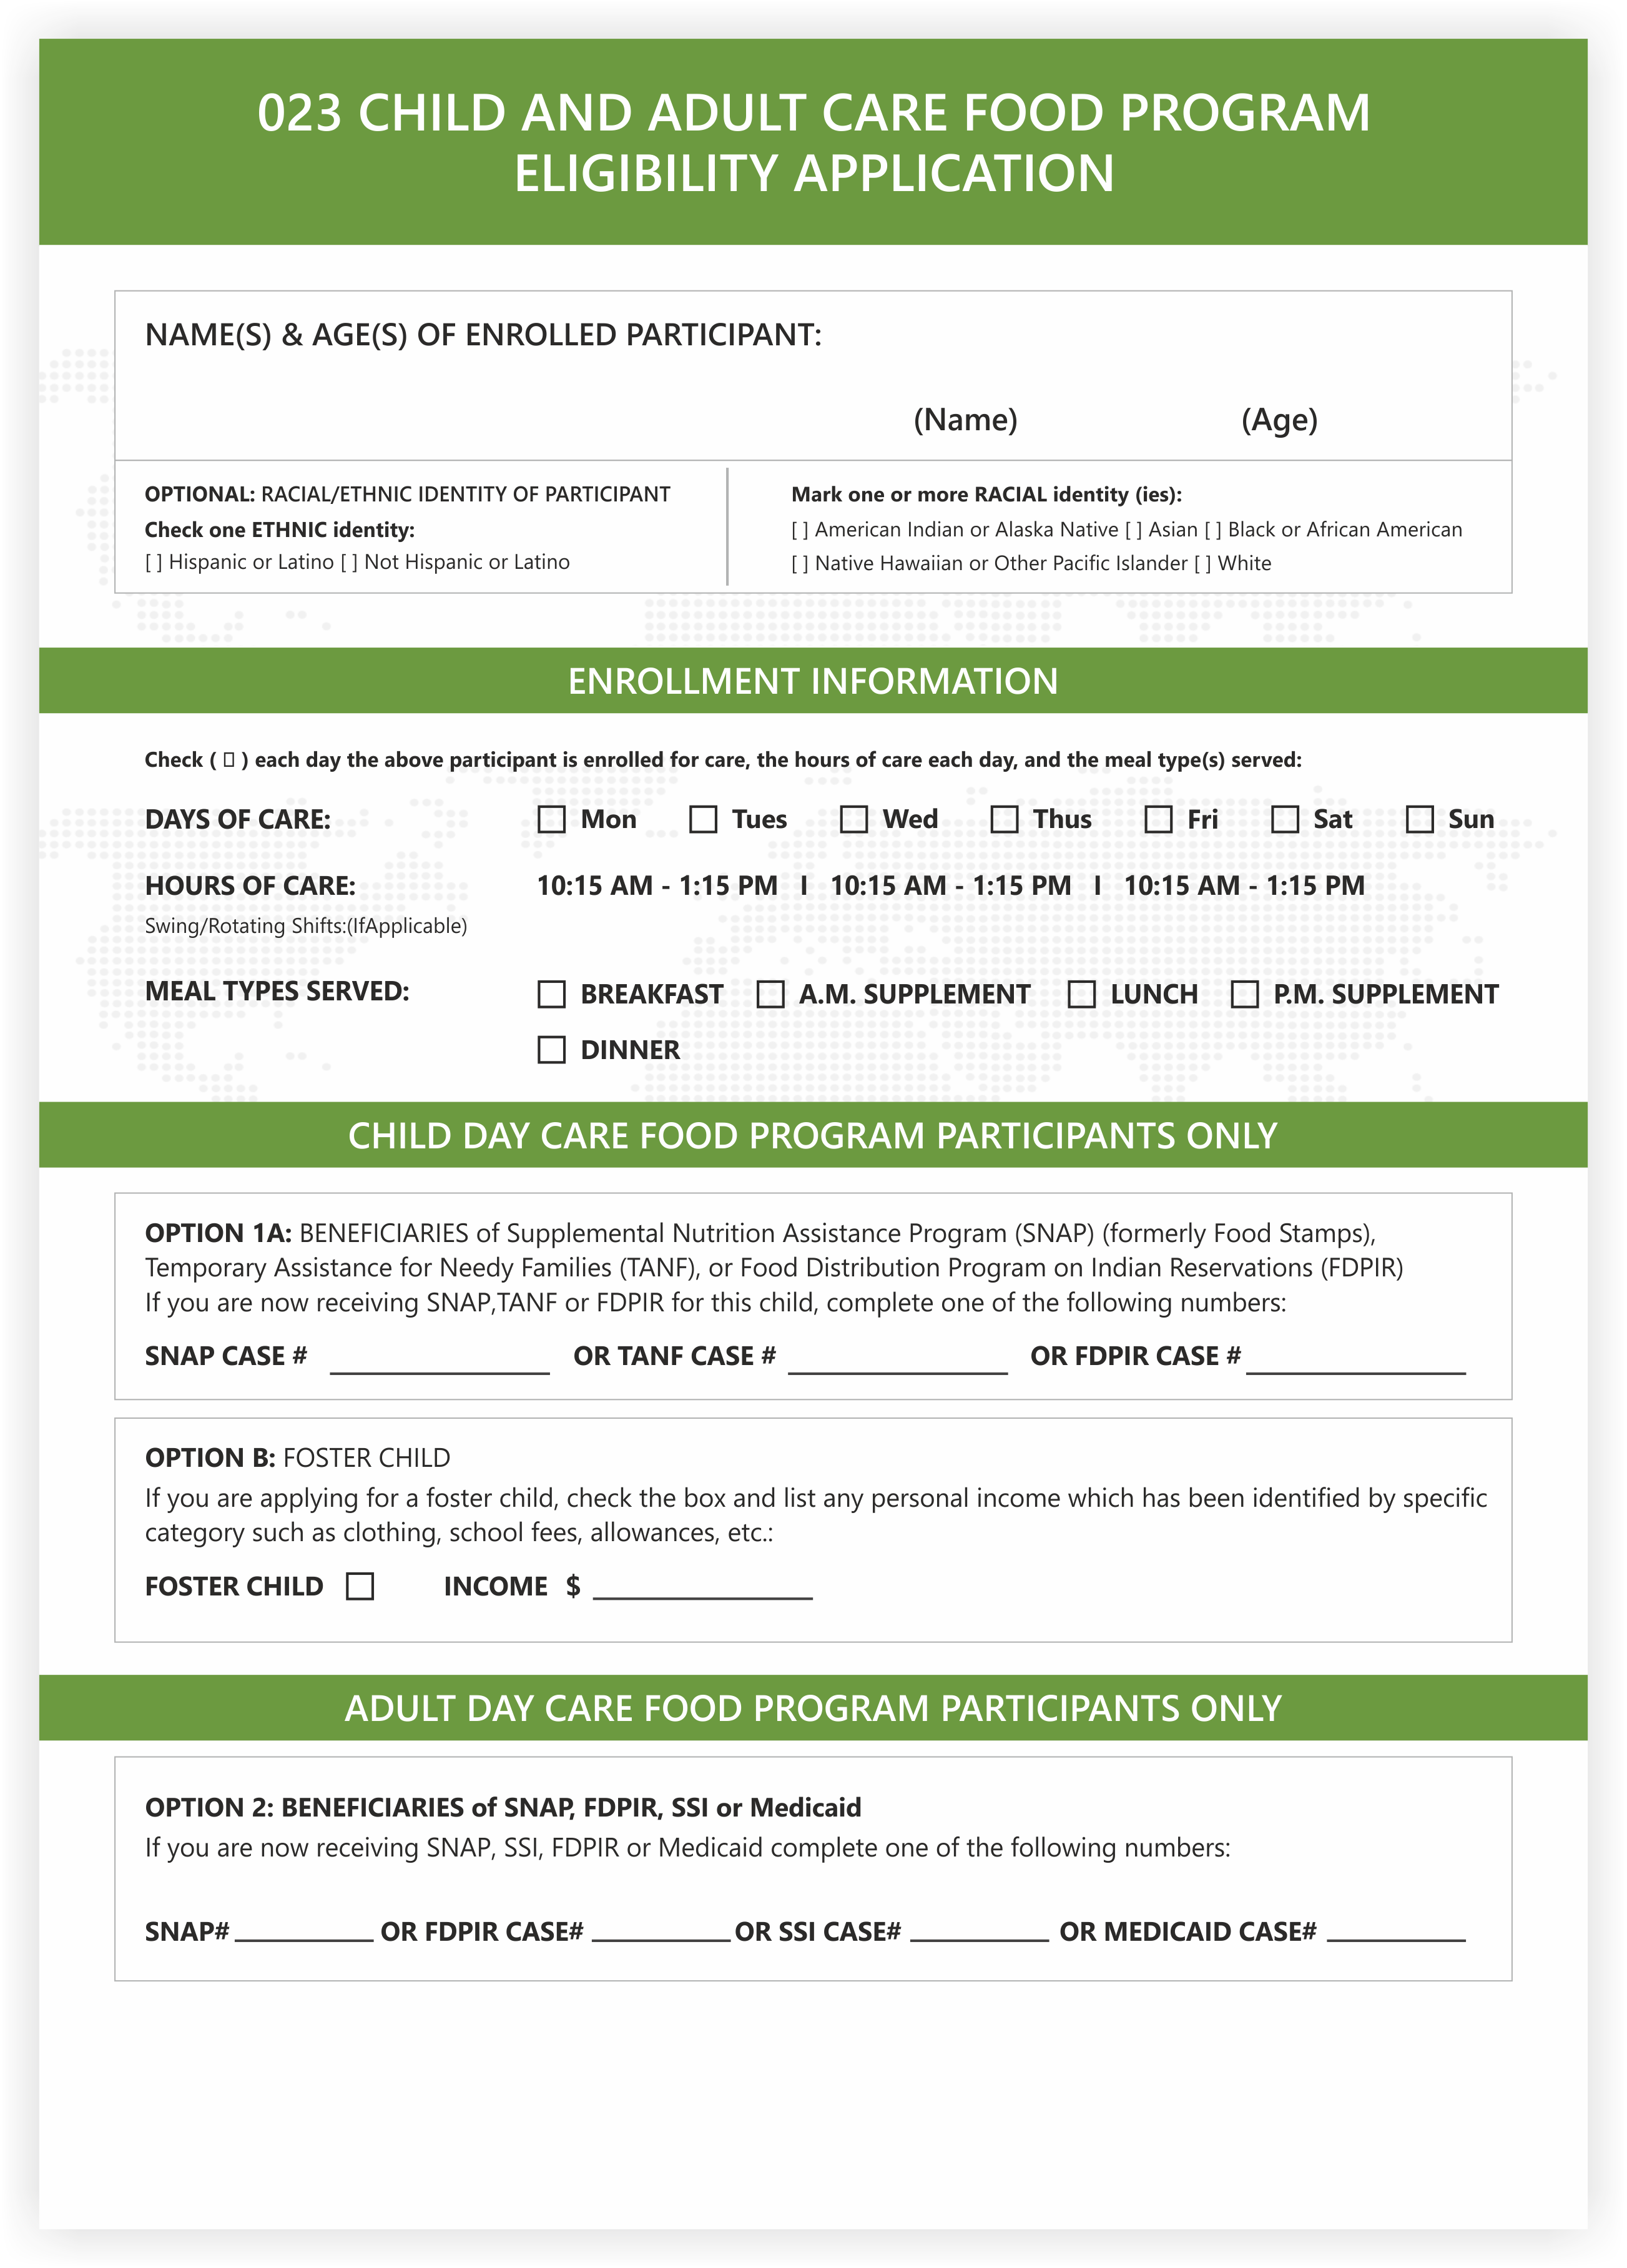 023 CHILD AND ADULT CARE FOOD PROGRAM
ELIGIBILITY APPLICATION
NAME(S) & AGE(S) OF ENROLLED PARTICIPANT:
(Name) (Age)
OPTIONAL: RACIAL/ETHNIC IDENTITY OF PARTICIPANT
Check one ETHNIC identity:
[ ] Hispanic or Latino [ ] Not Hispanic or Latino
Mark one or more RACIAL identity (ies):
[ ] American Indian or Alaska Native [ ] Asian [ ] Black or African American
[ ] Native Hawaiian or Other Pacific Islander [ ] White
ENROLLMENT INFORMATION
Check ( ▯ ) each day the above participant is enrolled for care, the hours of care each day, and the meal type(s) served:
DAYS OF CARE: ☐ Mon ☐ Tues ☐ Wed ☐ Thus ☐ Fri ☐ Sat ☐ Sun
HOURS OF CARE: 10:15 AM - 1:15 PM I 10:15 AM - 1:15 PM I 10:15 AM - 1:15 PM
Swing/Rotating Shifts:(IfApplicable)
MEAL TYPES SERVED: ☐ BREAKFAST ☐ A.M. SUPPLEMENT ☐ LUNCH ☐ P.M. SUPPLEMENT
☐ DINNER
CHILD DAY CARE FOOD PROGRAM PARTICIPANTS ONLY
OPTION 1A: BENEFICIARIES of Supplemental Nutrition Assistance Program (SNAP) (formerly Food Stamps),
Temporary Assistance for Needy Families (TANF), or Food Distribution Program on Indian Reservations (FDPIR)
If you are now receiving SNAP,TANF or FDPIR for this child, complete one of the following numbers:
SNAP CASE # ________ OR TANF CASE # ________ OR FDPIR CASE # ________
OPTION B: FOSTER CHILD
If you are applying for a foster child, check the box and list any personal income which has been identified by specific
category such as clothing, school fees, allowances, etc.:
FOSTER CHILD ☐ INCOME $ ________
ADULT DAY CARE FOOD PROGRAM PARTICIPANTS ONLY
OPTION 2: BENEFICIARIES of SNAP, FDPIR, SSI or Medicaid
If you are now receiving SNAP, SSI, FDPIR or Medicaid complete one of the following numbers:
SNAP# ________ OR FDPIR CASE# ________ OR SSI CASE# ________ OR MEDICAID CASE# ________